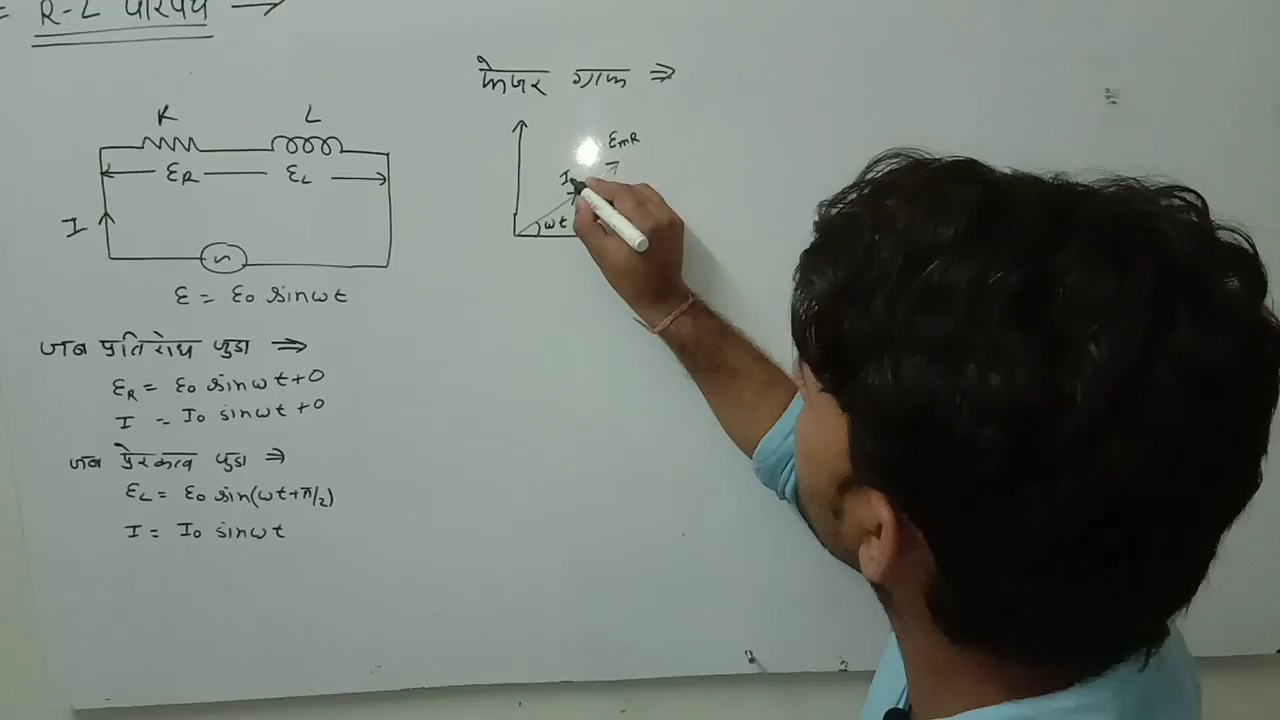 = R-L परिपथ →
R L
εR εL
I
~
ε = ε0 sinωt
जब प्रतिरोध जुडा ⇒
εR = ε0 sinωt+0
I = I0 sinωt+0
जब प्रेरकत्व जुडा ⇒
εL = ε0 sin(ωt+π/2)
I = I0 sinωt
फेजर ग्राफ ⇒
εmR
I
ωt